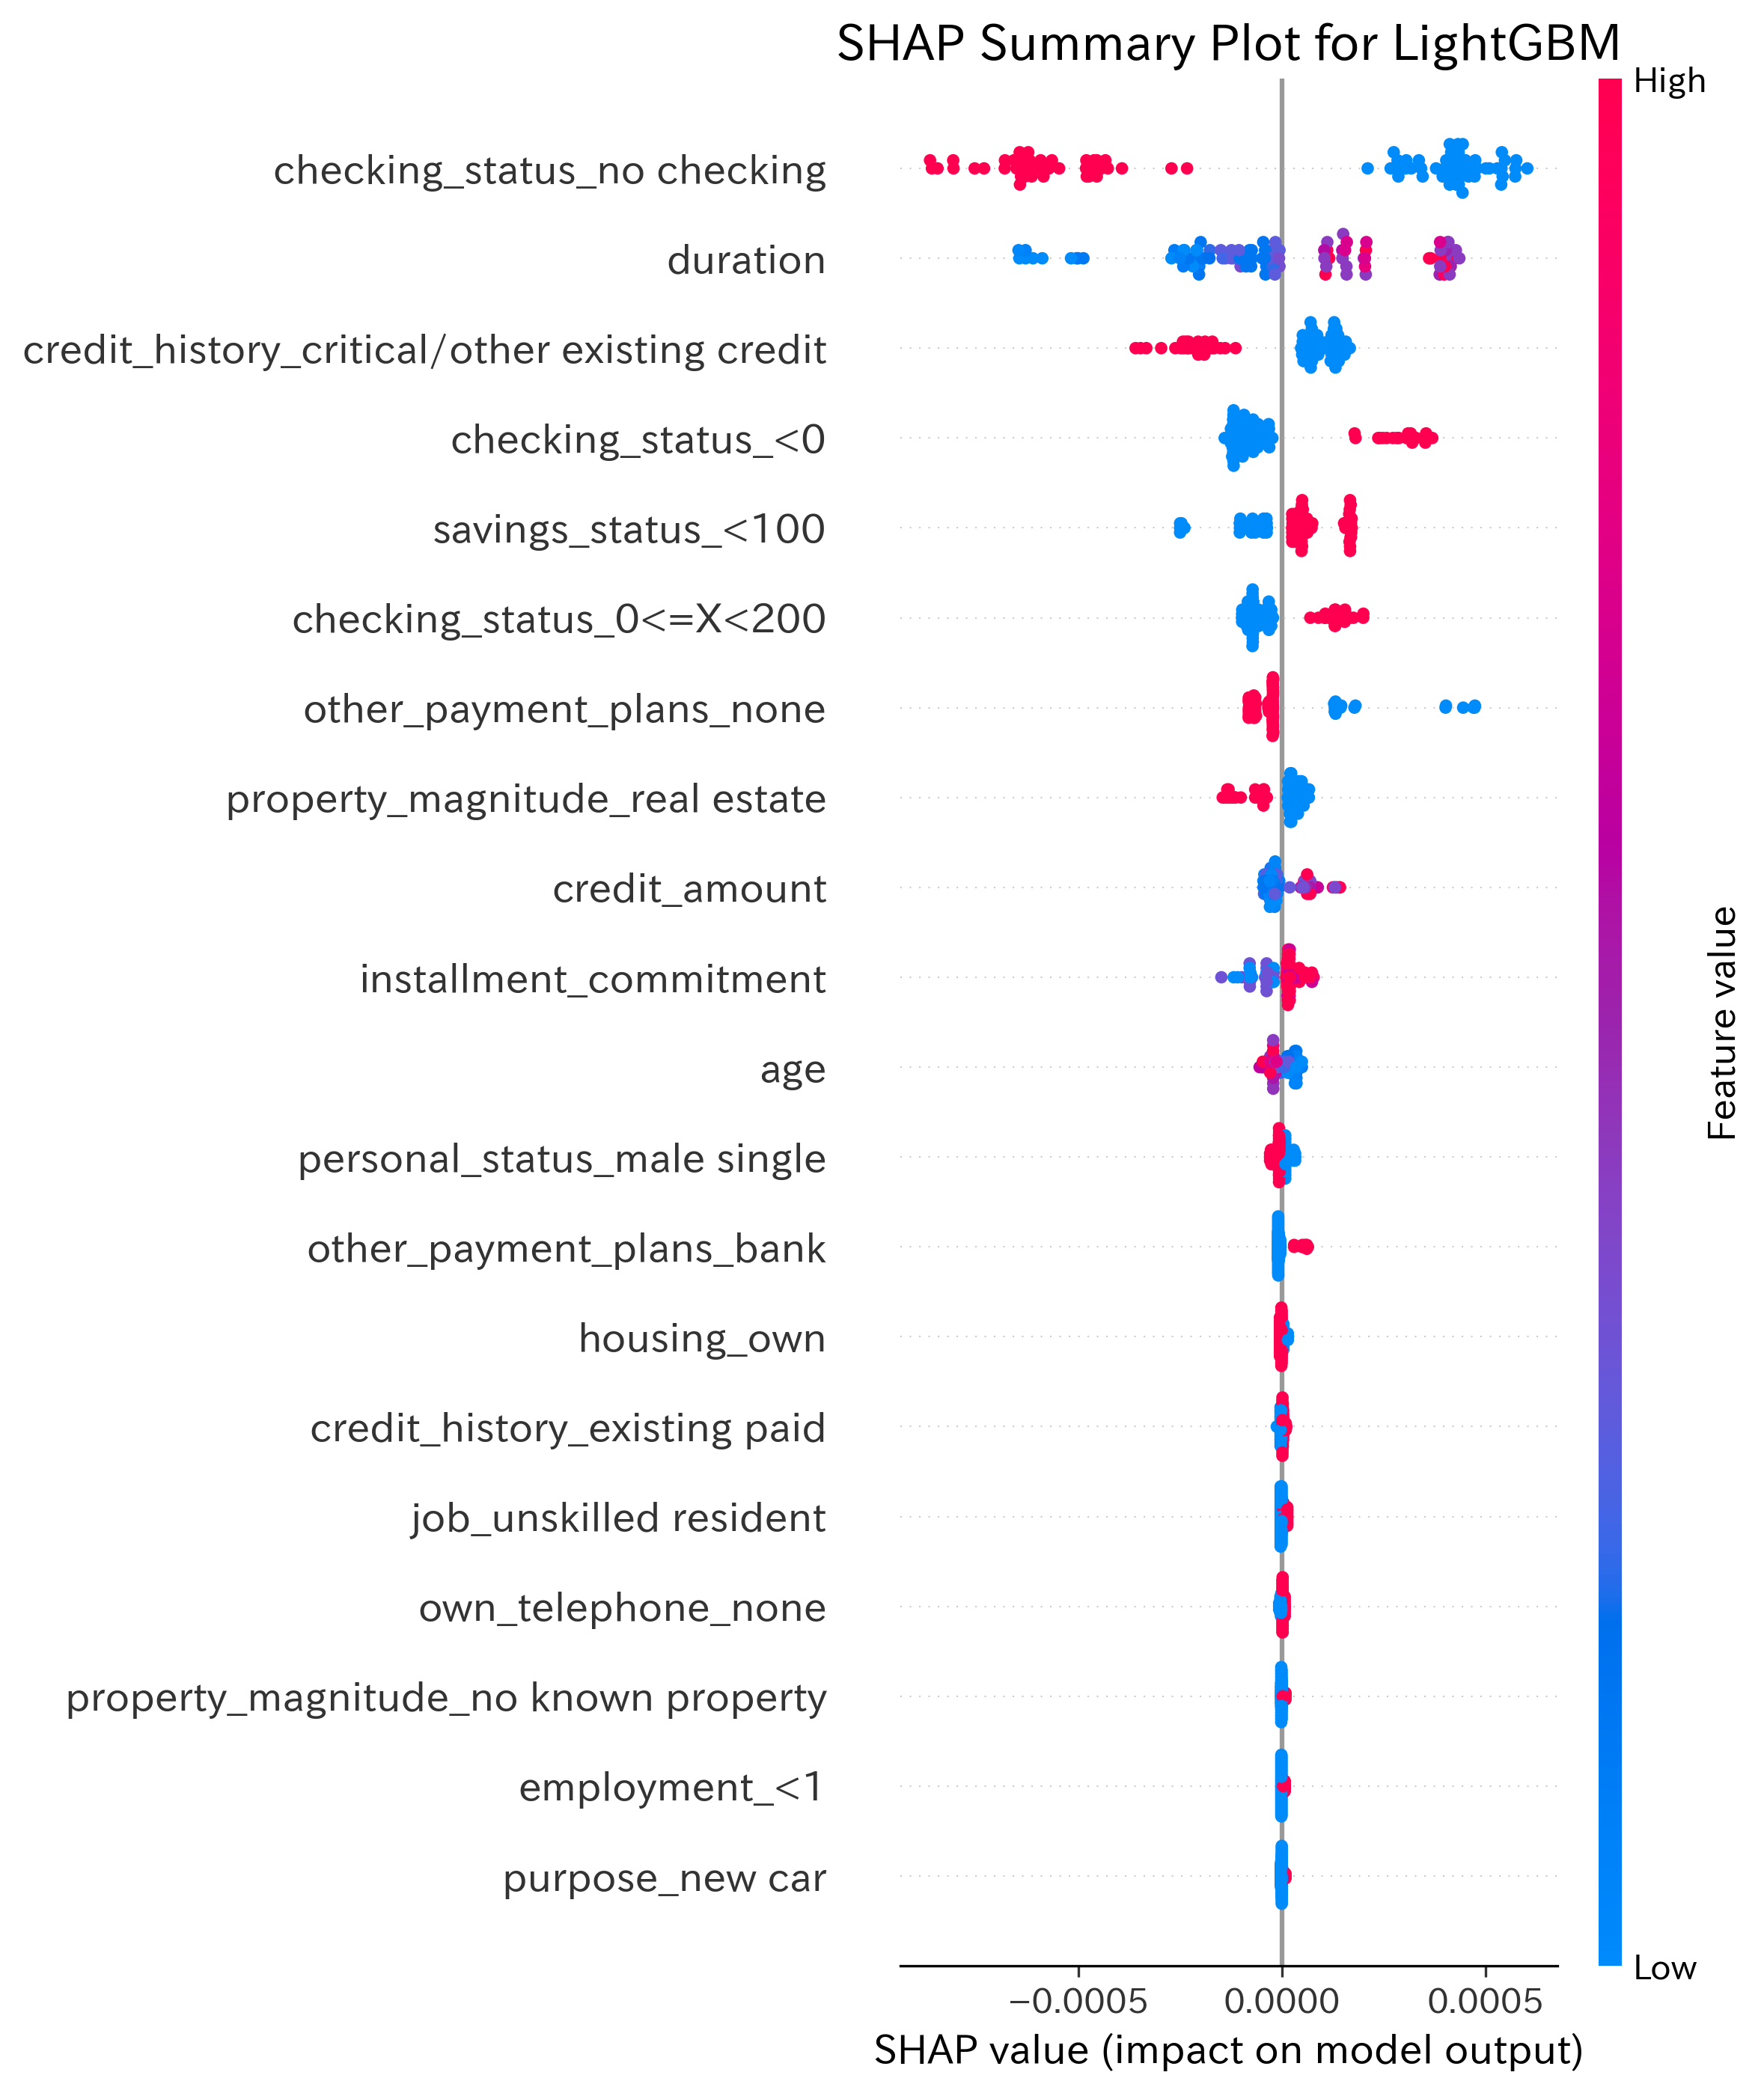 SHAP Summary Plot for LightGBM
High
checking_status_no checking
duration
credit_history_critical/other existing credit
checking_status_<0
savings_status_<100
checking_status_0<=X<200
other_payment_plans_none
property_magnitude_real estate
credit_amount
installment_commitment
age
personal_status_male single
other_payment_plans_bank
housing_own
credit_history_existing paid
job_unskilled resident
own_telephone_none
property_magnitude_no known property
employment_<1
purpose_new car
Feature value
Low
−0.0005 0.0000 0.0005
SHAP value (impact on model output)